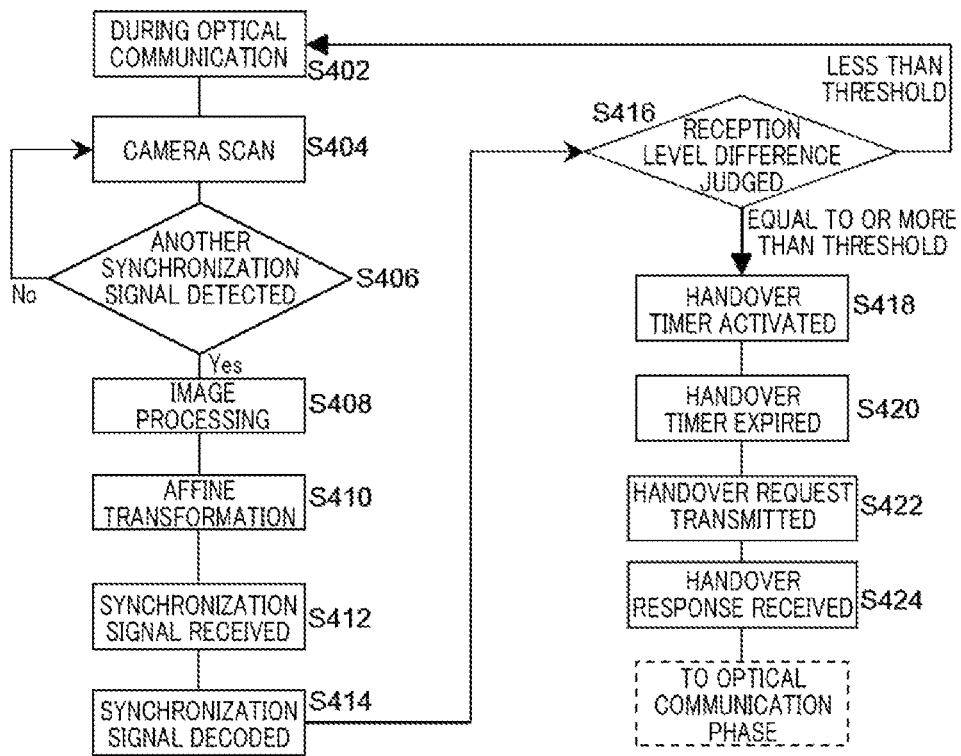 DURING OPTICAL
COMMUNICATION
S402
CAMERA SCAN
S404
ANOTHER
SYNCHRONIZATION
SIGNAL DETECTED
S406
No
Yes
IMAGE
PROCESSING
S408
AFFINE
TRANSFORMATION
S410
SYNCHRONIZATION
SIGNAL RECEIVED
S412
SYNCHRONIZATION
SIGNAL DECODED
S414
S416
RECEPTION
LEVEL DIFFERENCE
JUDGED
LESS THAN
THRESHOLD
EQUAL TO OR MORE
THAN THRESHOLD
HANDOVER
TIMER ACTIVATED
S418
HANDOVER
TIMER EXPIRED
S420
HANDOVER REQUEST
TRANSMITTED
S422
HANDOVER
RESPONSE RECEIVED
S424
TO OPTICAL
COMMUNICATION
PHASE